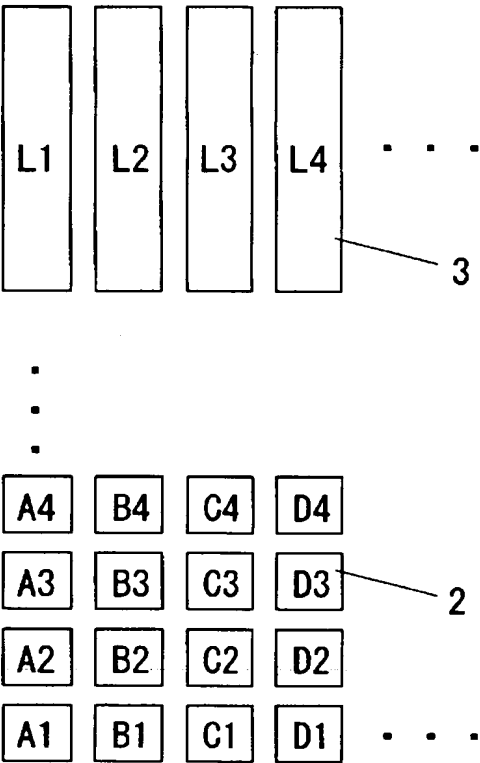 L1 L2 L3 L4 . . .
3
A4 B4 C4 D4
A3 B3 C3 D3
2
A2 B2 C2 D2
A1 B1 C1 D1 . . .